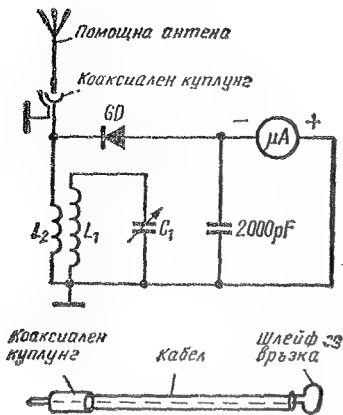 Помощна антена
Коаксиален куплунг
GD
− µA +
L₂ L₁ C₁ 2000pF
Коаксиален
куплунг
Кабел
Шлейф за
връзка